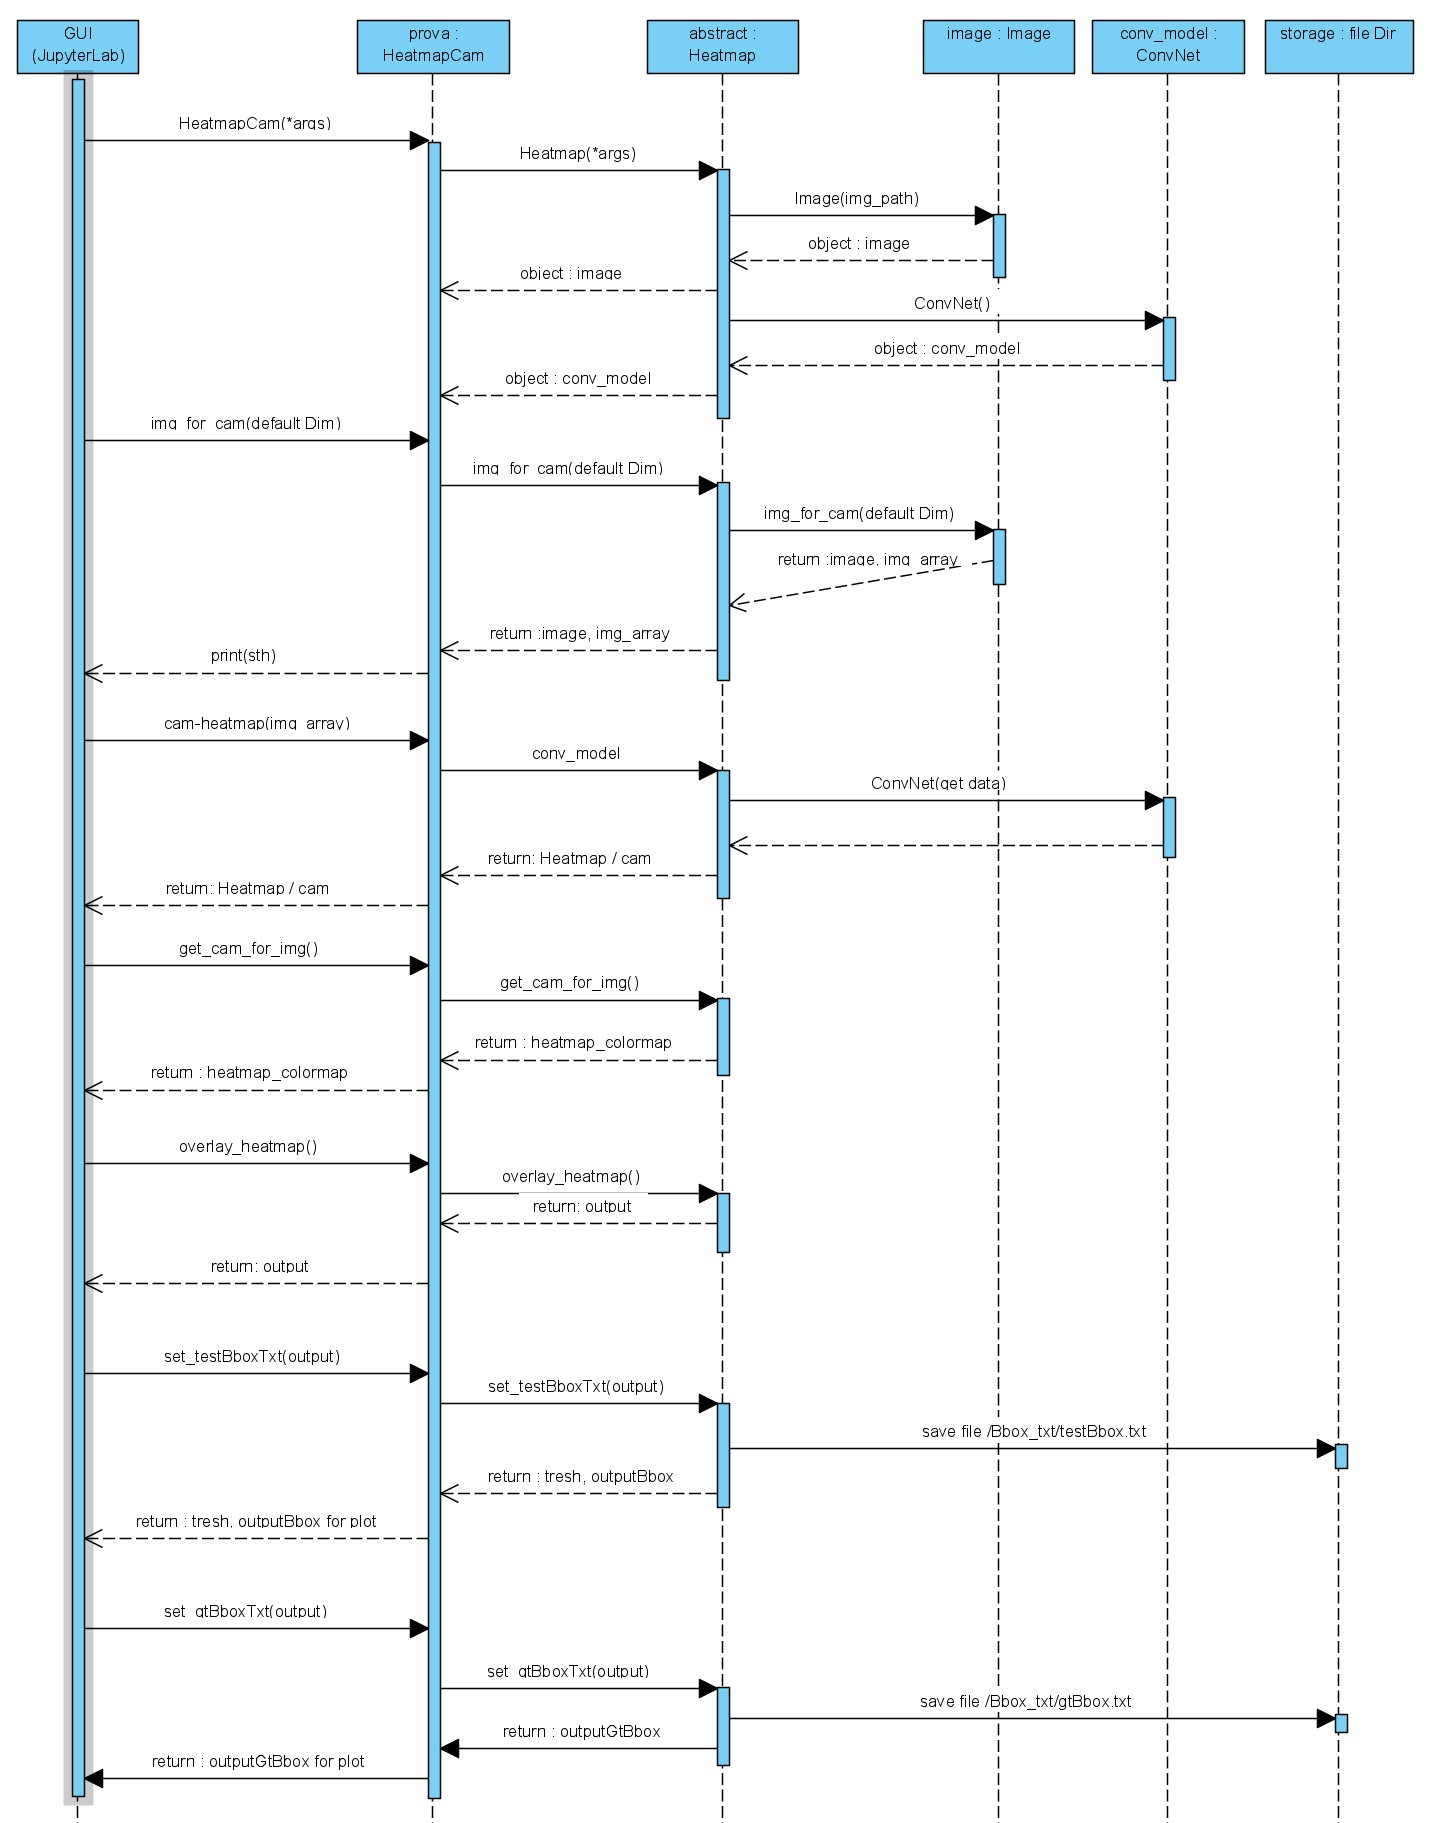 GUI
(JupyterLab)
prova :
HeatmapCam
abstract :
Heatmap
image : Image
conv_model :
ConvNet
storage : file Dir
HeatmapCam(*args)
Heatmap(*args)
Image(img_path)
object : image
object : image
ConvNet()
object : conv_model
object : conv_model
img_for_cam(default Dim)
img_for_cam(default Dim)
img_for_cam(default Dim)
return :image, img_array
return :image, img_array
print(sth)
cam-heatmap(img_array)
conv_model
ConvNet(get data)
return: Heatmap / cam
return: Heatmap / cam
get_cam_for_img()
get_cam_for_img()
return : heatmap_colormap
return : heatmap_colormap
overlay_heatmap()
overlay_heatmap()
return: output
return: output
set_testBboxTxt(output)
set_testBboxTxt(output)
save file /Bbox_txt/testBbox.txt
return : tresh, outputBbox
return : tresh, outputBbox for plot
set_gtBboxTxt(output)
set_gtBboxTxt(output)
save file /Bbox_txt/gtBbox.txt
return : outputGtBbox
return : outputGtBbox for plot